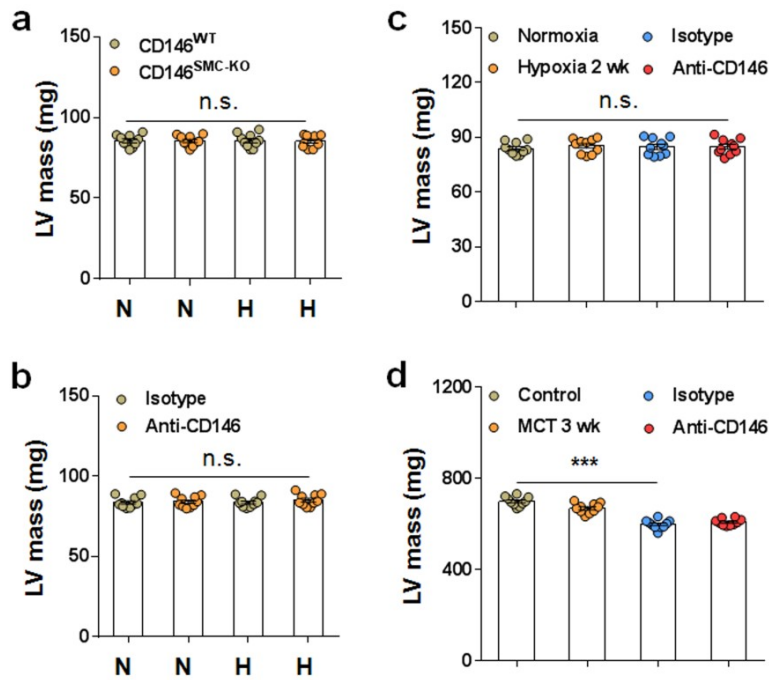 a
CD146WT
CD146SMC-KO
n.s.
LV mass (mg)
150
100
50
0
N N H H
b
Isotype
Anti-CD146
n.s.
LV mass (mg)
150
100
50
0
N N H H
c
Normoxia Isotype
Hypoxia 2 wk Anti-CD146
n.s.
LV mass (mg)
150
120
90
60
30
0
d
Control Isotype
MCT 3 wk Anti-CD146
***
LV mass (mg)
1200
800
400
0